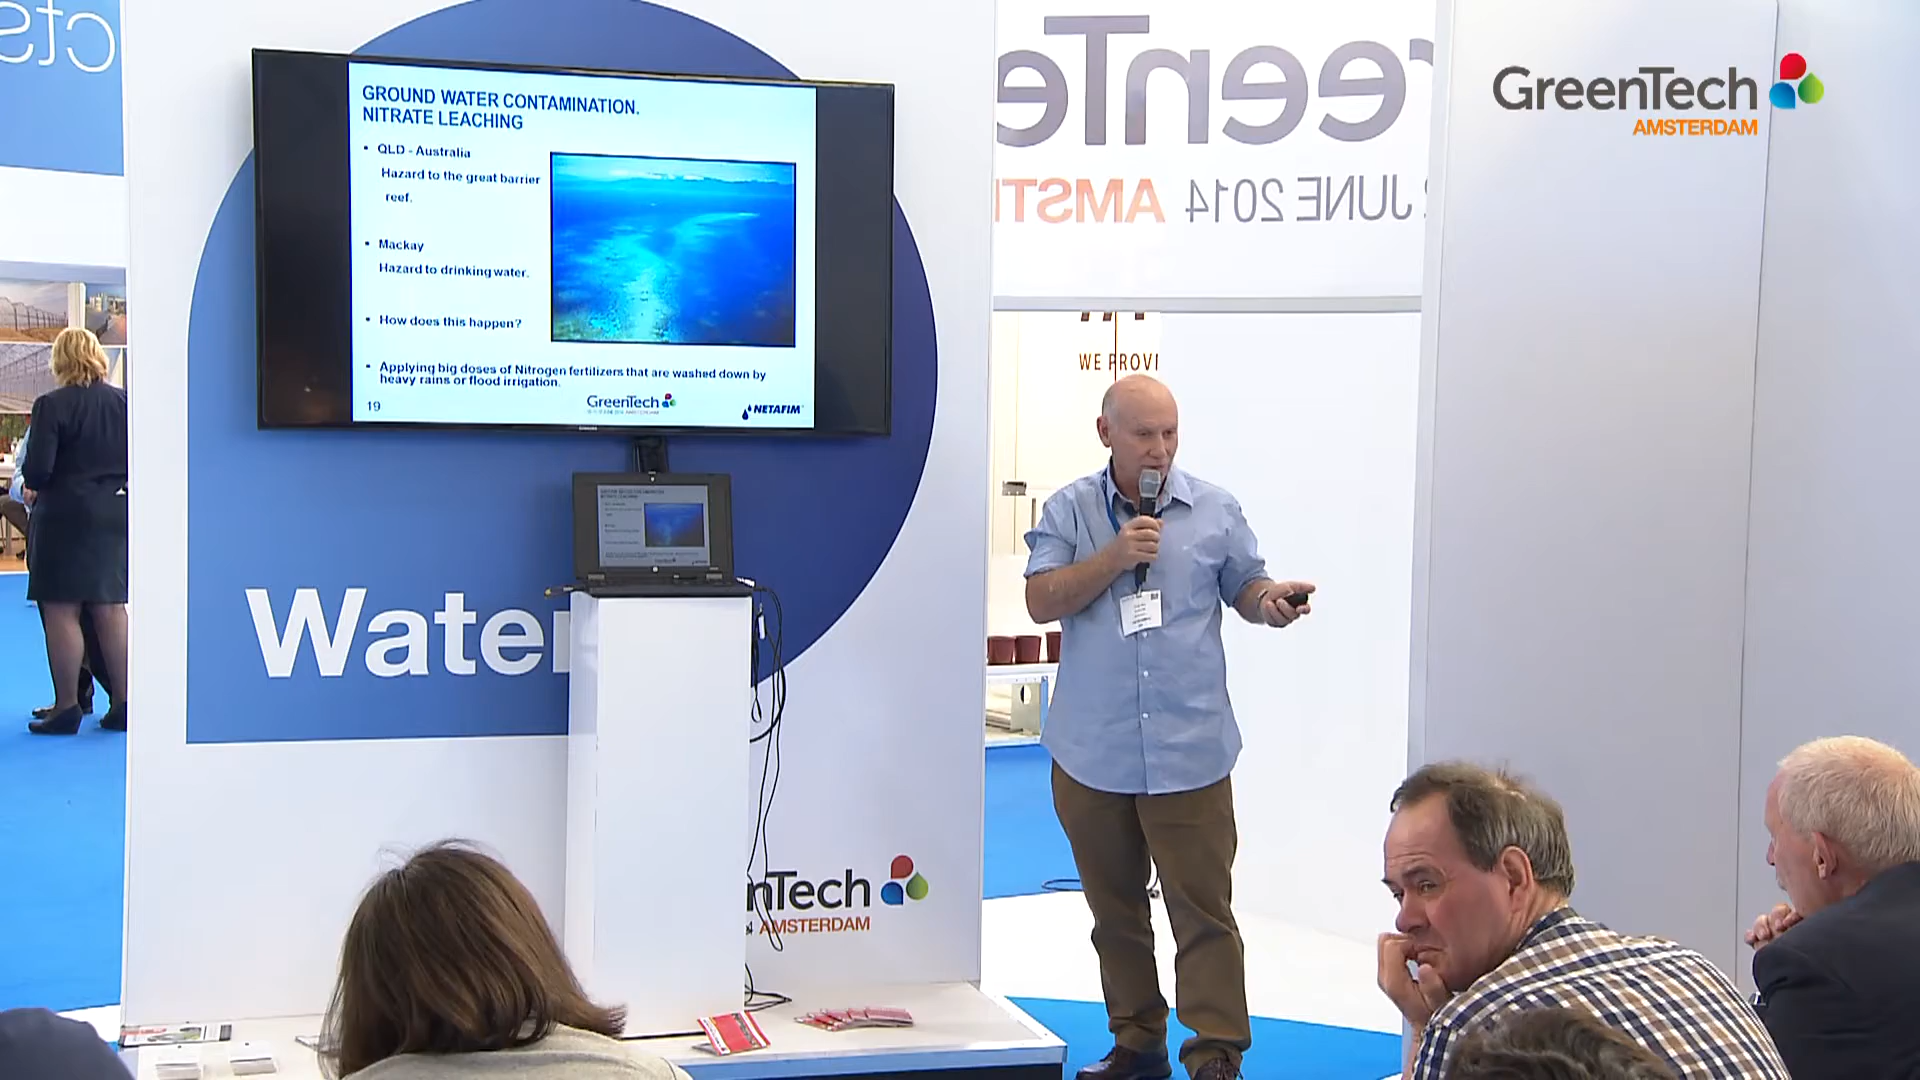 GROUND WATER CONTAMINATION.
NITRATE LEACHING
• QLD - Australia
Hazard to the great barrier
reef.
• Mackay
Hazard to drinking water.
• How does this happen?
• Applying big doses of Nitrogen fertilizers that are washed down by
heavy rains or flood irrigation.
19
GreenTech
NETAFIM
Water
nTech
AMSTERDAM
cts
reenTe
JUNE 2014 AMST
WE PROVI
GreenTech
AMSTERDAM